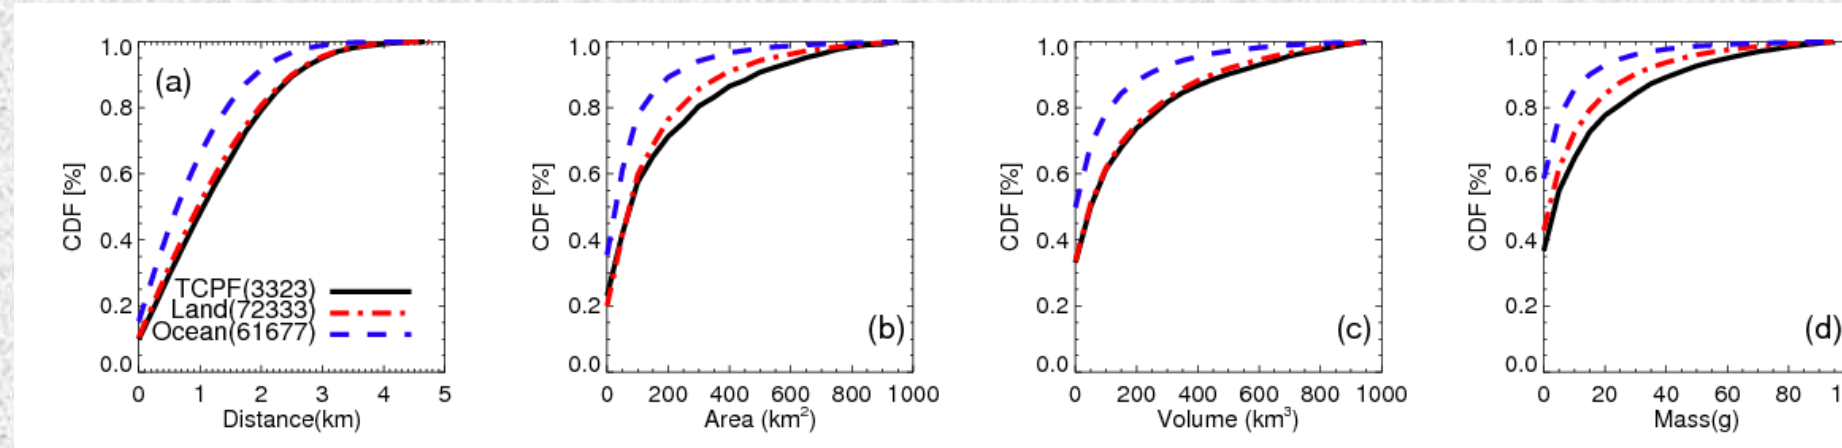 1.0
0.8
0.6
0.4
0.2
0.0
CDF [%]
(a)
TCPF(3323)
Land(72333)
Ocean(61677)
0 1 2 3 4 5
Distance(km)
1.0
0.8
0.6
0.4
0.2
0.0
CDF [%]
(b)
0 200 400 600 800 1000
Area (km²)
1.0
0.8
0.6
0.4
0.2
0.0
CDF [%]
(c)
0 200 400 600 800 1000
Volume (km³)
1.0
0.8
0.6
0.4
0.2
0.0
CDF [%]
(d)
0 20 40 60 80
Mass(g)